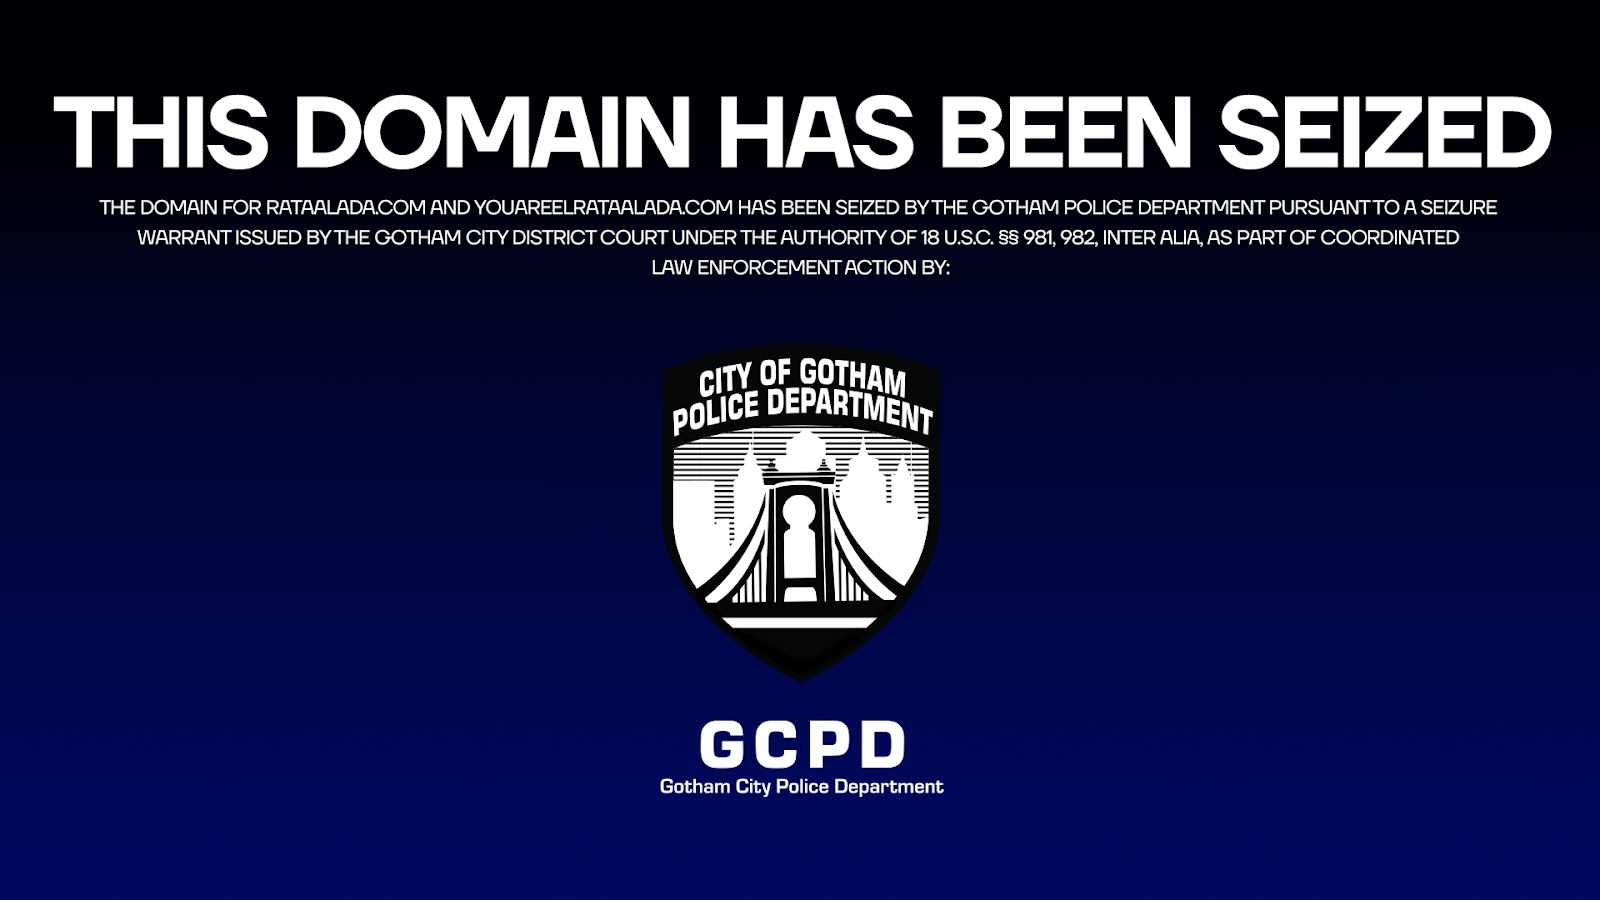 THIS DOMAIN HAS BEEN SEIZED
THE DOMAIN FOR RATAALADA.COM AND YOUAREELRATAALADA.COM HAS BEEN SEIZED BY THE GOTHAM POLICE DEPARTMENT PURSUANT TO A SEIZURE
WARRANT ISSUED BY THE GOTHAM CITY DISTRICT COURT UNDER THE AUTHORITY OF 18 U.S.C. §§ 981, 982, INTER ALIA, AS PART OF COORDINATED
LAW ENFORCEMENT ACTION BY:
CITY OF GOTHAM
POLICE DEPARTMENT
GCPD
Gotham City Police Department